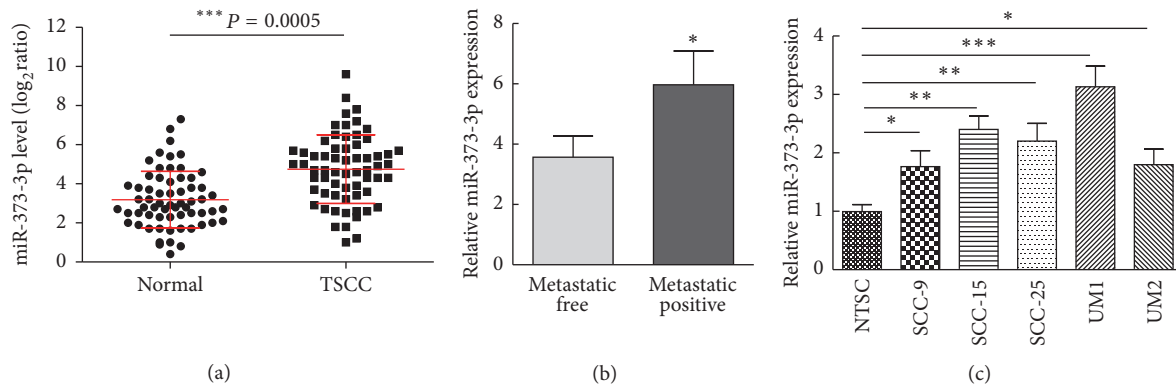 *** P = 0.0005
miR-373-3p level (log₂ratio)
12
10
8
6
4
2
0
Normal TSCC
(a)
*
Relative miR-373-3p expression
8
6
4
2
0
Metastatic
free
Metastatic
positive
(b)
*
***
**
**
*
Relative miR-373-3p expression
4
3
2
1
0
NTSC
SCC-9
SCC-15
SCC-25
UM1
UM2
(c)